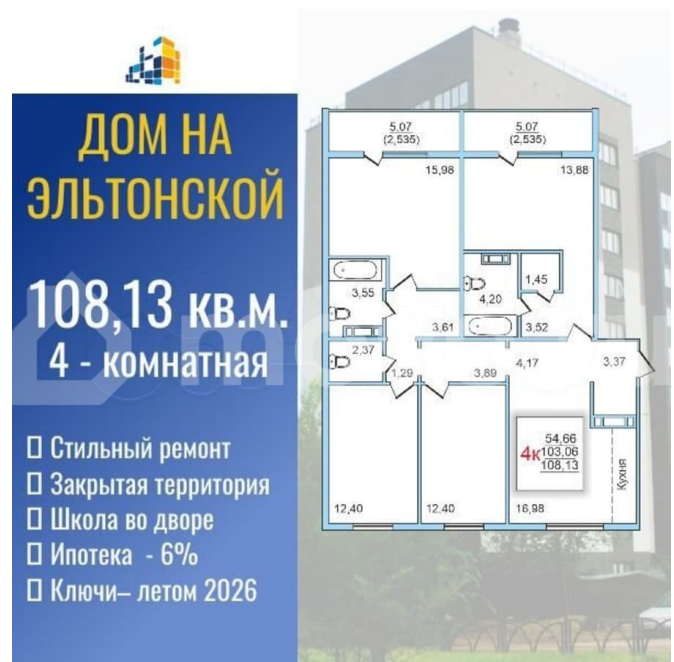 ДОМ НА
ЭЛЬТОНСКОЙ
108,13 кв.м.
4 - комнатная
Стильный ремонт
Закрытая территория
Школа во дворе
Ипотека - 6%
Ключи– летом 2026
5.07
(2,535)
5.07
(2,535)
15,98
13,88
3,55
4,20
1,45
3,61
3,52
2,37
1,29
3,89
4,17
3,37
4к
54,66
103,06
108,13
Кухня
12,40
12,40
16,98